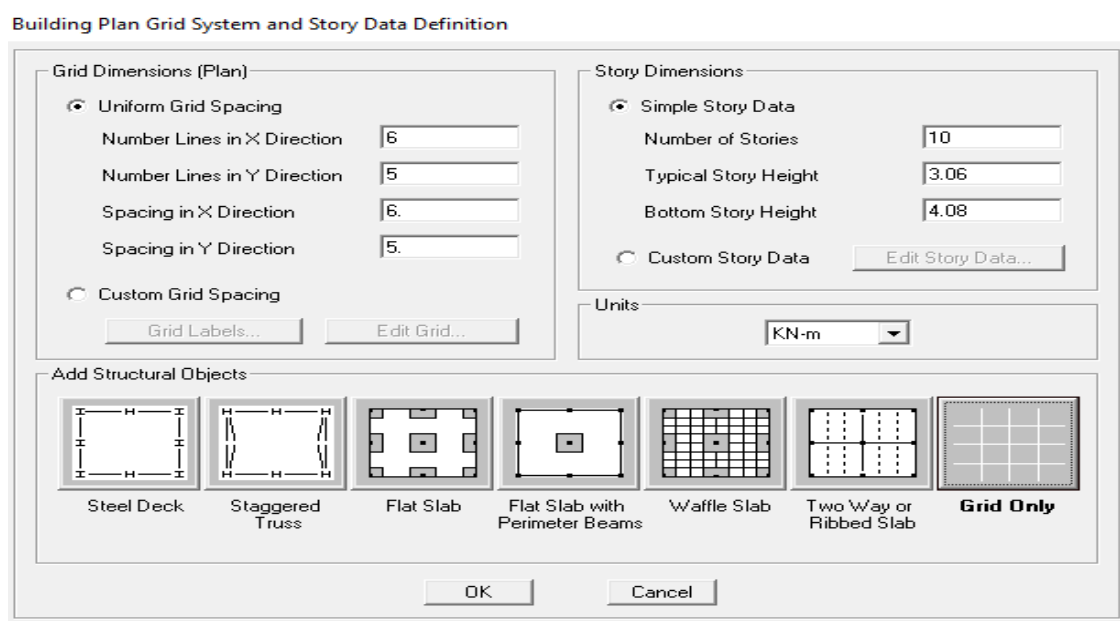 Building Plan Grid System and Story Data Definition
Grid Dimensions (Plan)
Uniform Grid Spacing
Number Lines in X Direction 6
Number Lines in Y Direction 5
Spacing in X Direction 6.
Spacing in Y Direction 5.
Custom Grid Spacing
Grid Labels... Edit Grid...
Story Dimensions
Simple Story Data
Number of Stories 10
Typical Story Height 3.06
Bottom Story Height 4.08
Custom Story Data Edit Story Data...
Units
KN-m
Add Structural Objects
Steel Deck
Staggered
Truss
Flat Slab
Flat Slab with
Perimeter Beams
Waffle Slab
Two Way or
Ribbed Slab
Grid Only
OK Cancel